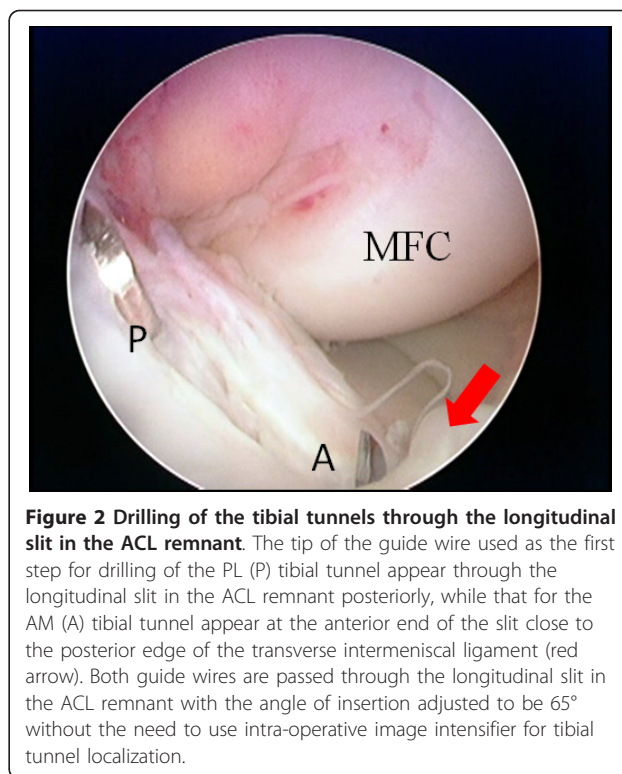 MFC
P
A
Figure 2 Drilling of the tibial tunnels through the longitudinal
slit in the ACL remnant. The tip of the guide wire used as the first
step for drilling of the PL (P) tibial tunnel appear through the
longitudinal slit in the ACL remnant posteriorly, while that for the
AM (A) tibial tunnel appear at the anterior end of the slit close to
the posterior edge of the transverse intermeniscal ligament (red
arrow). Both guide wires are passed through the longitudinal slit in
the ACL remnant with the angle of insertion adjusted to be 65°
without the need to use intra-operative image intensifier for tibial
tunnel localization.